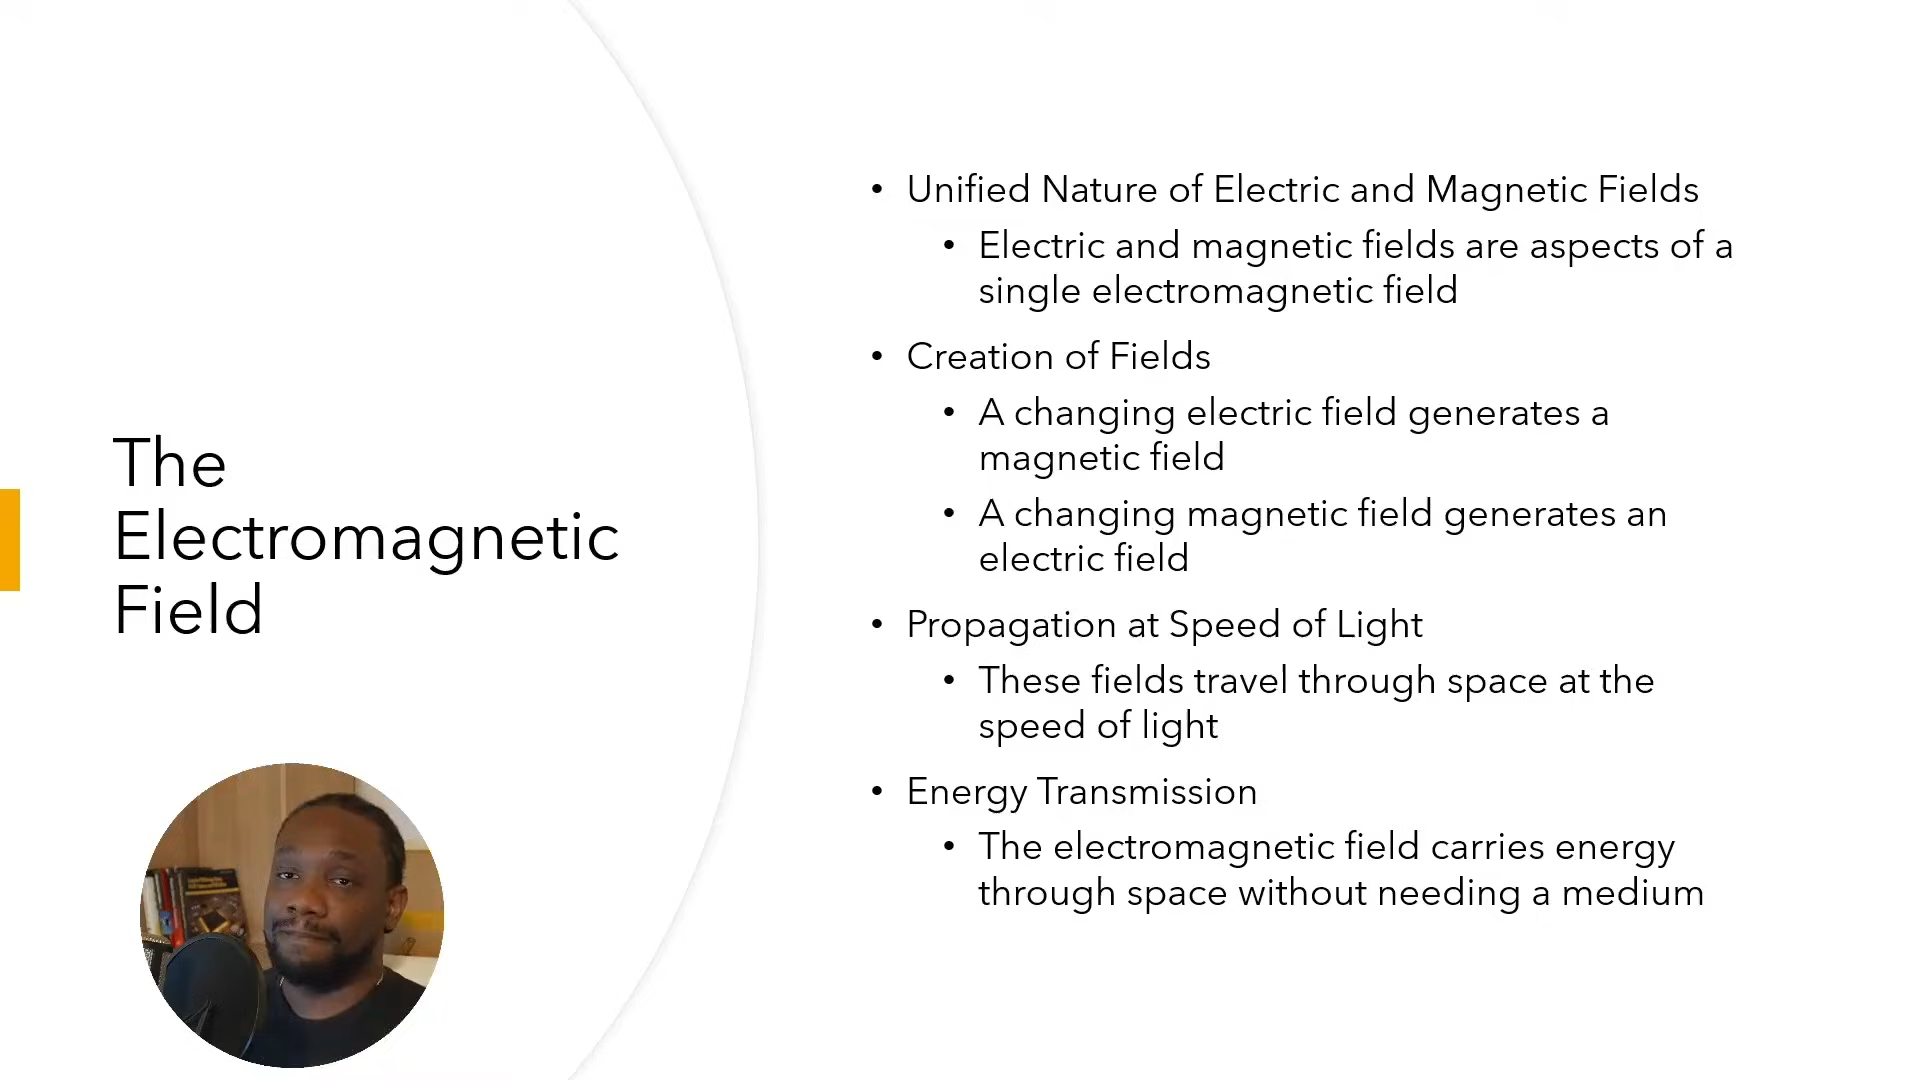 The
Electromagnetic
Field
• Unified Nature of Electric and Magnetic Fields
• Electric and magnetic fields are aspects of a
single electromagnetic field
• Creation of Fields
• A changing electric field generates a
magnetic field
• A changing magnetic field generates an
electric field
• Propagation at Speed of Light
• These fields travel through space at the
speed of light
• Energy Transmission
• The electromagnetic field carries energy
through space without needing a medium